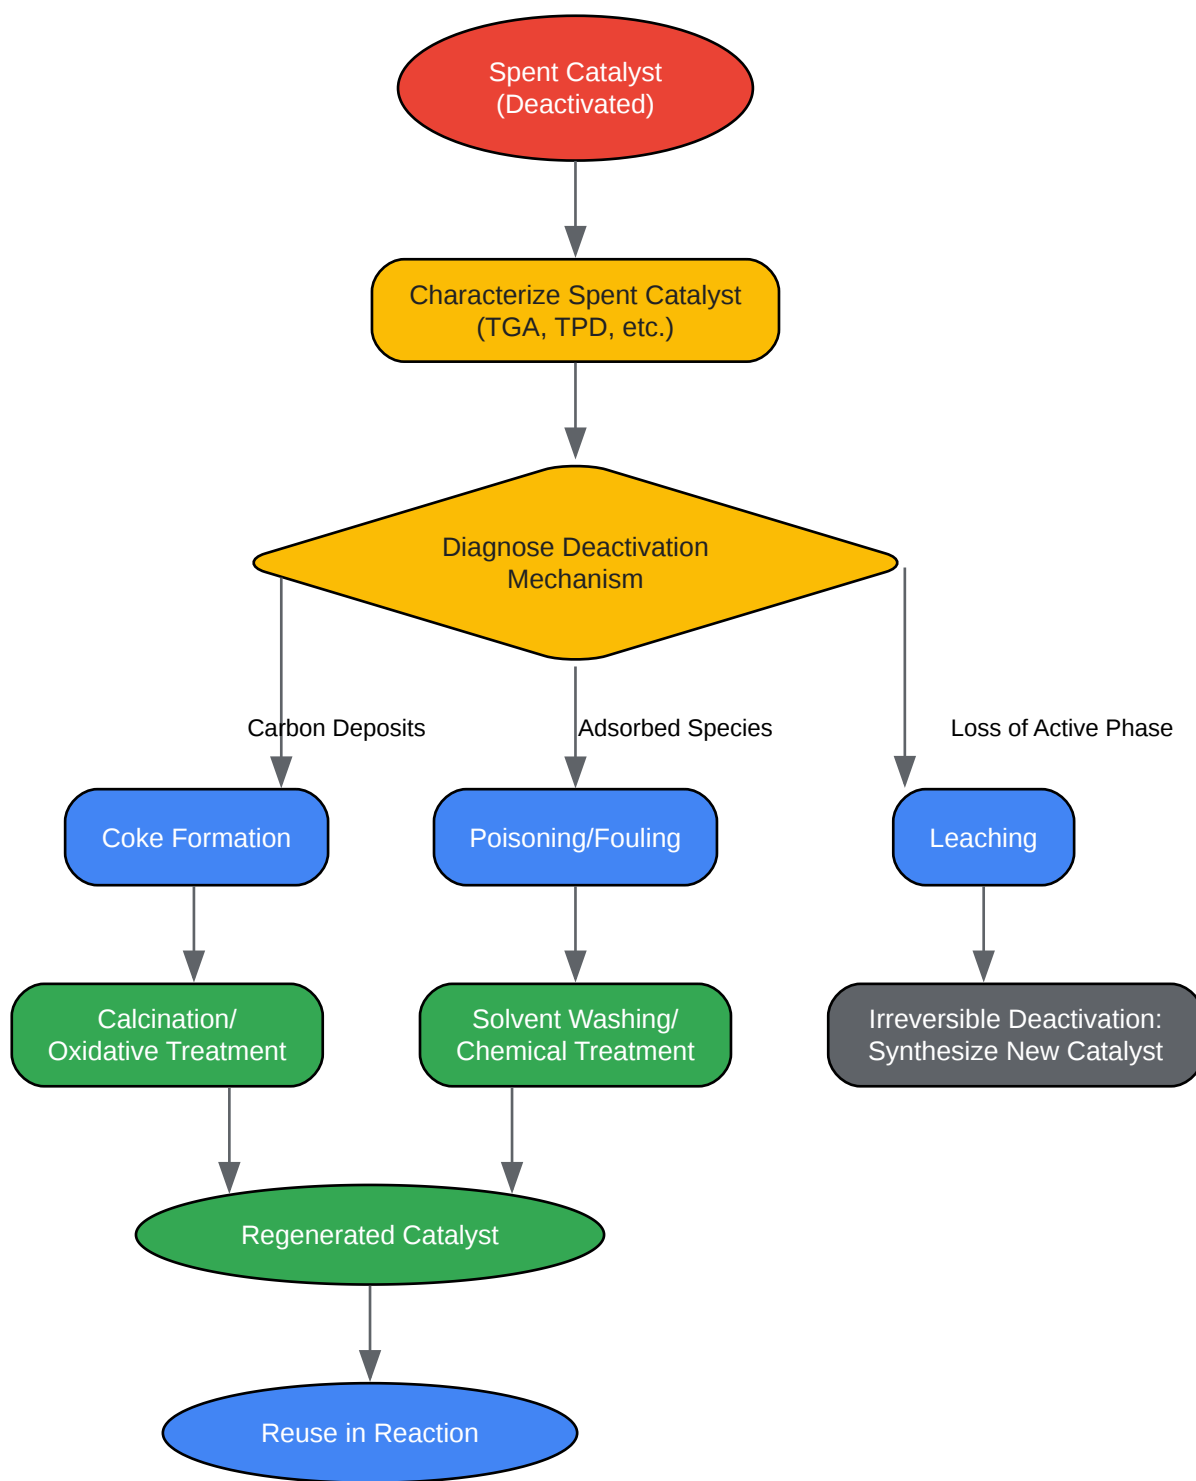 Spent Catalyst
(Deactivated)
Characterize Spent Catalyst
(TGA, TPD, etc.)
Diagnose Deactivation
Mechanism
Carbon Deposits
Adsorbed Species
Loss of Active Phase
Coke Formation
Poisoning/Fouling
Leaching
Calcination/
Oxidative Treatment
Solvent Washing/
Chemical Treatment
Irreversible Deactivation:
Synthesize New Catalyst
Regenerated Catalyst
Reuse in Reaction